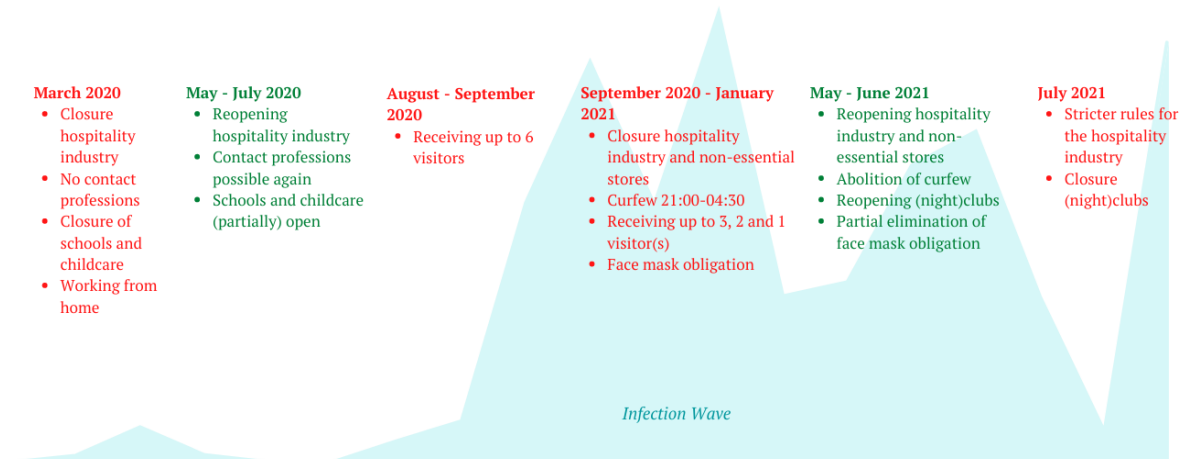 March 2020
• Closure
hospitality
industry
• No contact
professions
• Closure of
schools and
childcare
• Working from
home
May - July 2020
• Reopening
hospitality industry
• Contact professions
possible again
• Schools and childcare
(partially) open
August - September
2020
• Receiving up to 6
visitors
September 2020 - January
2021
• Closure hospitality
industry and non-essential
stores
• Curfew 21:00-04:30
• Receiving up to 3, 2 and 1
visitor(s)
• Face mask obligation
May - June 2021
• Reopening hospitality
industry and non-
essential stores
• Abolition of curfew
• Reopening (night)clubs
• Partial elimination of
face mask obligation
July 2021
• Stricter rules for
the hospitality
industry
• Closure
(night)clubs
Infection Wave